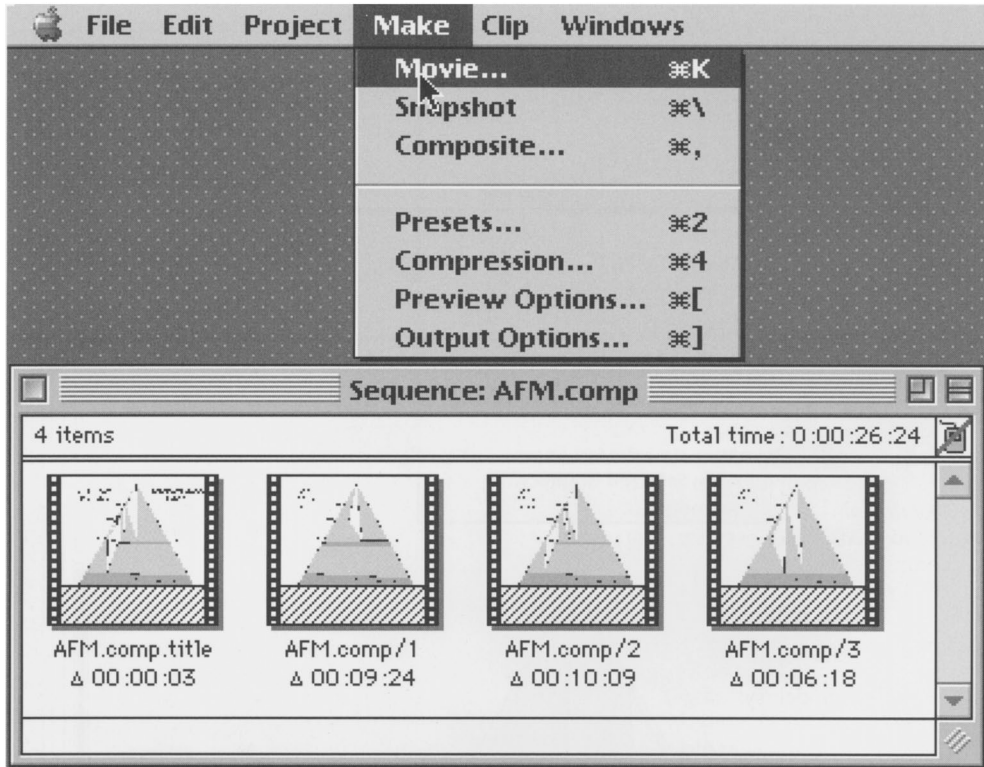 File Edit Project Make Clip Windows
Movie... ⌘K
Snapshot ⌘\
Composite... ⌘,
Presets... ⌘2
Compression... ⌘4
Preview Options... ⌘[
Output Options... ⌘]
Sequence: AFM.comp
4 items Total time: 0:00:26:24
AFM.comp.title AFM.comp/1 AFM.comp/2 AFM.comp/3
Δ 00:00:03 Δ 00:09:24 Δ 00:10:09 Δ 00:06:18